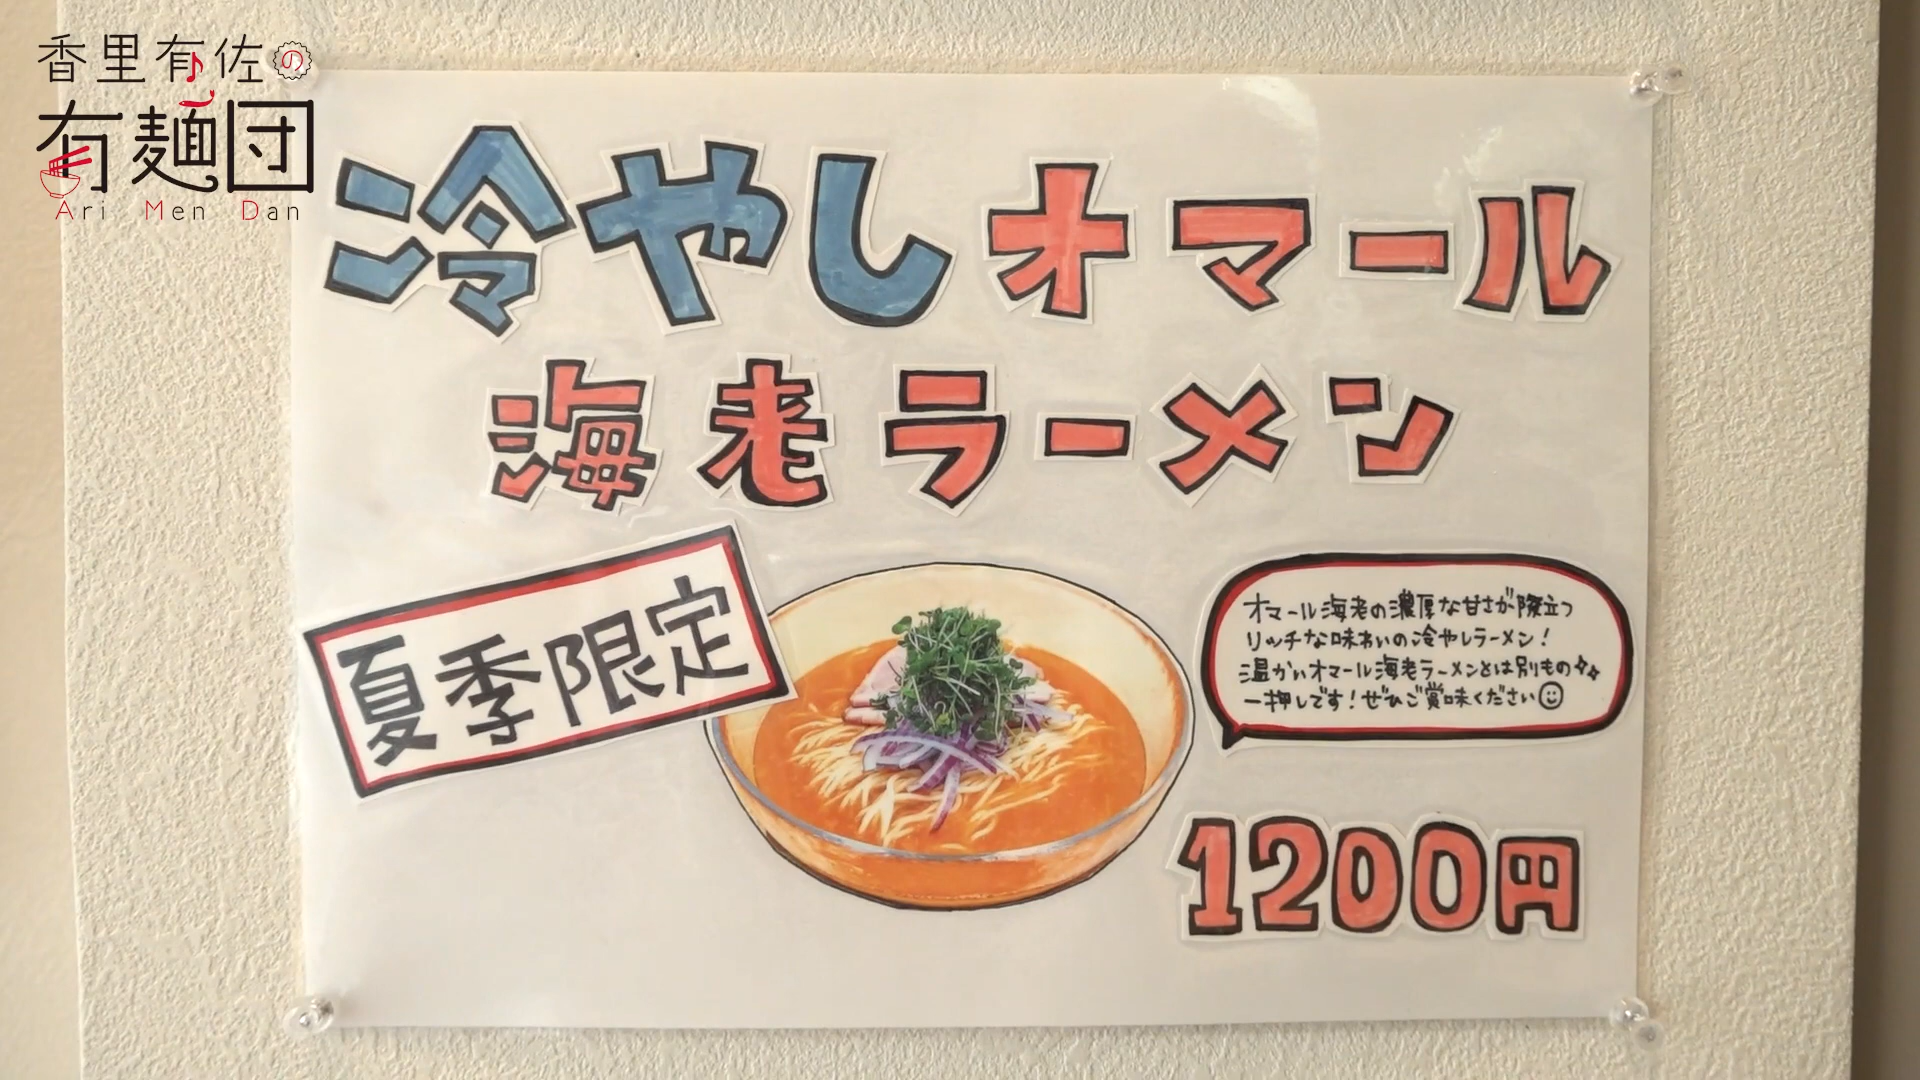 香里有佐の
有麺団
Ari Men Dan
冷やしオマール
海老ラーメン
夏季限定
オマール海老の濃厚な甘さが際立つ
リッチな味わいの冷やしラーメン!
温かいオマール海老ラーメンとは別もの
一押しです!ぜひご賞味ください
1200円